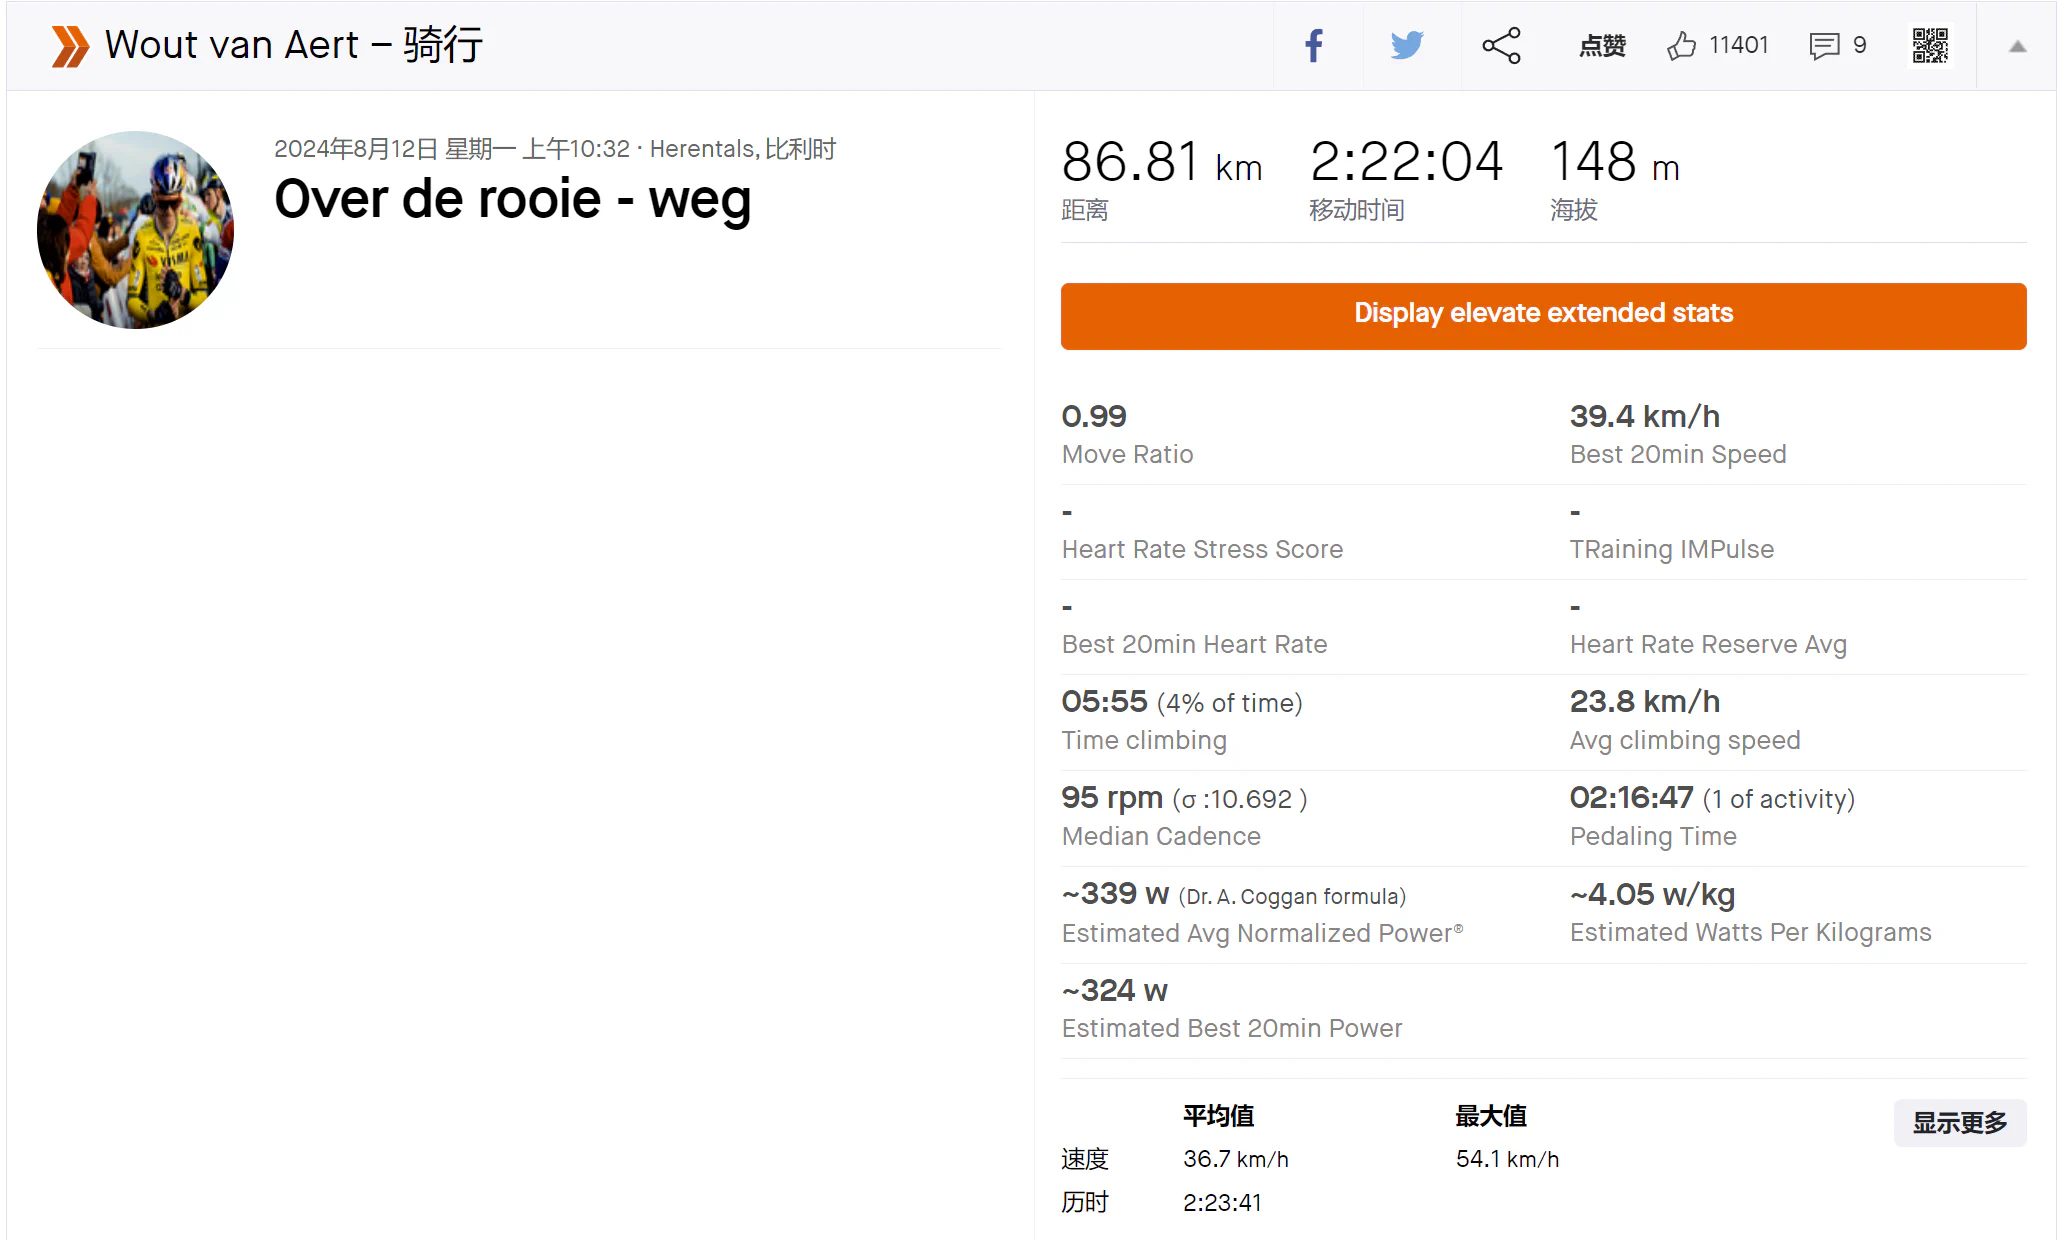 Wout van Aert – 骑行
点赞 11401 9
2024年8月12日 星期一 上午10:32 · Herentals, 比利时
Over de rooie - weg
86.81 km 2:22:04 148 m
距离 移动时间 海拔
Display elevate extended stats
0.99 39.4 km/h
Move Ratio Best 20min Speed
- -
Heart Rate Stress Score TRaining IMPulse
- -
Best 20min Heart Rate Heart Rate Reserve Avg
05:55 (4% of time) 23.8 km/h
Time climbing Avg climbing speed
95 rpm (σ :10.692 ) 02:16:47 (1 of activity)
Median Cadence Pedaling Time
~339 w (Dr. A. Coggan formula) ~4.05 w/kg
Estimated Avg Normalized Power® Estimated Watts Per Kilograms
~324 w
Estimated Best 20min Power
平均值 最大值 显示更多
速度 36.7 km/h 54.1 km/h
历时 2:23:41